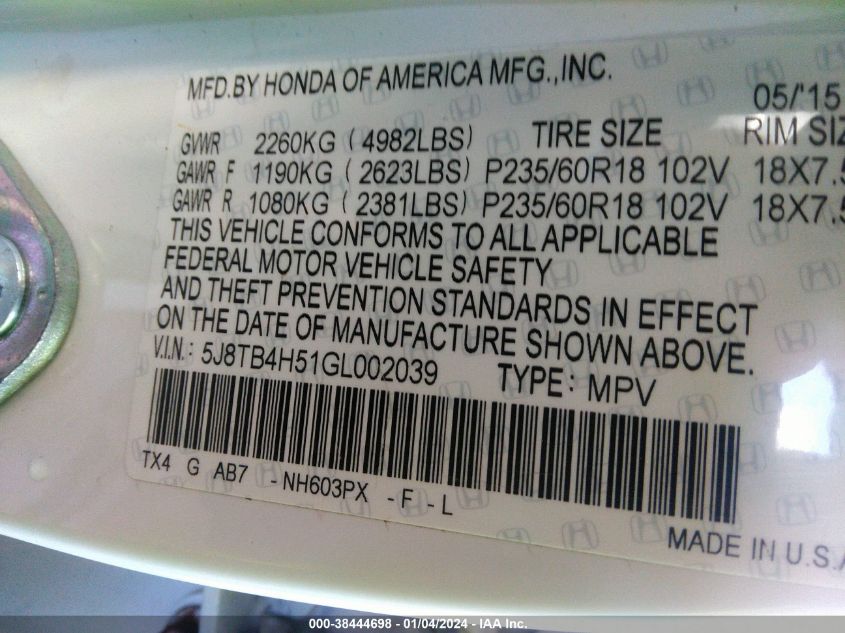 MFD.BY HONDA OF AMERICA MFG.,INC.
05/'15
GVWR 2260KG (4982LBS) TIRE SIZE RIM SIZ
GAWR F 1190KG (2623LBS) P235/60R18 102V 18X7.5
GAWR R 1080KG (2381LBS) P235/60R18 102V 18X7.5
THIS VEHICLE CONFORMS TO ALL APPLICABLE
FEDERAL MOTOR VEHICLE SAFETY
AND THEFT PREVENTION STANDARDS IN EFFECT
ON THE DATE OF MANUFACTURE SHOWN ABOVE.
V.I.N.: 5J8TB4H51GL002039 TYPE: MPV
TX4 G AB7 -NH603PX -F -L
MADE IN U.S.A
000-38444698 - 01/04/2024 - IAA Inc.